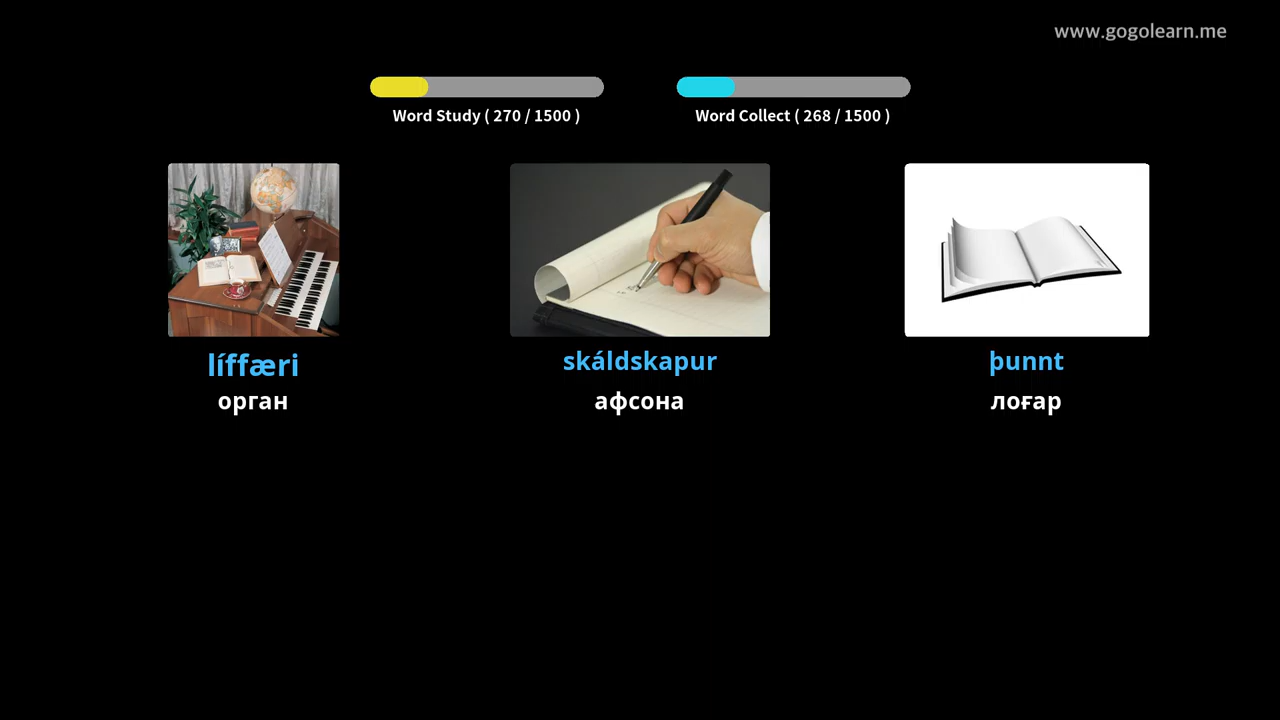 www.gogolearn.me
Word Study ( 270 / 1500 )
Word Collect ( 268 / 1500 )
líffæri
skáldskapur
þunnt
орган
афсона
лоғар